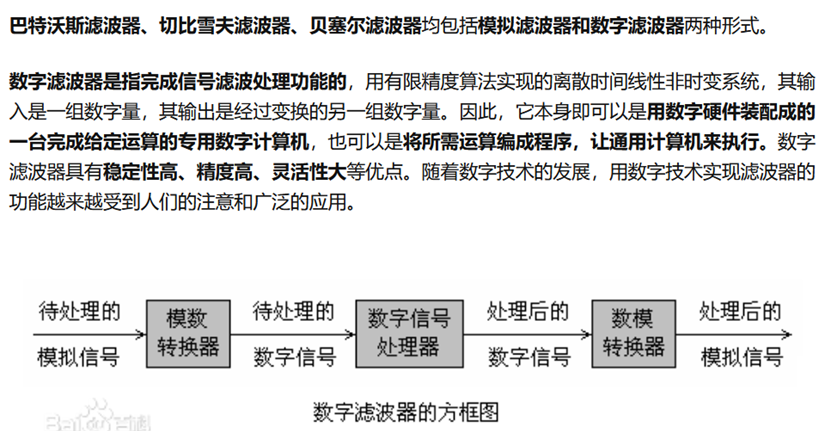 巴特沃斯滤波器、切比雪夫滤波器、贝塞尔滤波器均包括模拟滤波器和数字滤波器两种形式。
数字滤波器是指完成信号滤波处理功能的，用有限精度算法实现的离散时间线性非时变系统，其输
入是一组数字量，其输出是经过变换的另一组数字量。因此，它本身即可以是用数字硬件装配成的
一台完成给定运算的专用数字计算机，也可以是将所需运算编成程序，让通用计算机来执行。数字
滤波器具有稳定性高、精度高、灵活性大等优点。随着数字技术的发展，用数字技术实现滤波器的
功能越来越受到人们的注意和广泛的应用。
待处理的
模拟信号
模数
转换器
待处理的
数字信号
数字信号
处理器
处理后的
数字信号
数模
转换器
处理后的
模拟信号
数字滤波器的方框图